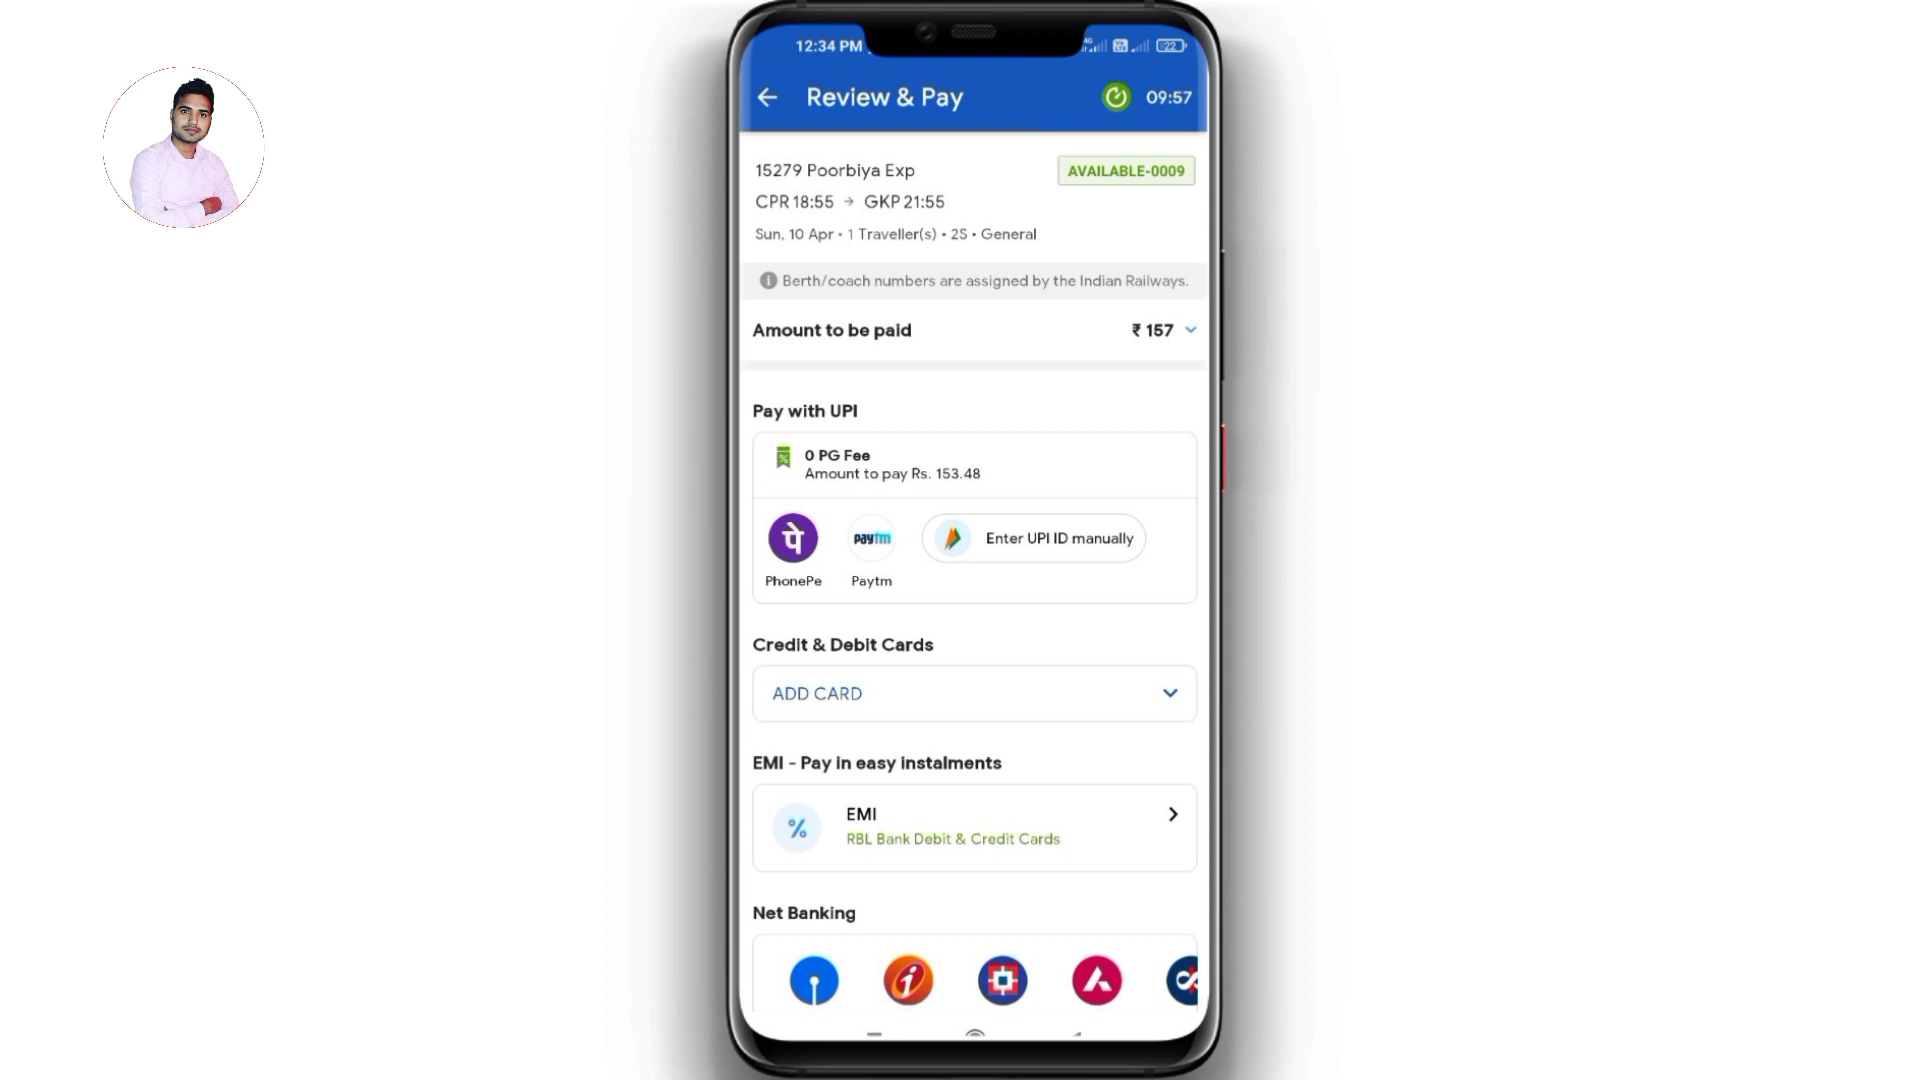 12:34 PM
4G
22
Review & Pay
09:57
15279 Poorbiya Exp
AVAILABLE-0009
CPR 18:55 → GKP 21:55
Sun, 10 Apr • 1 Traveller(s) • 2S • General
Berth/coach numbers are assigned by the Indian Railways.
Amount to be paid
₹ 157
Pay with UPI
0 PG Fee
Amount to pay Rs. 153.48
पे
paytm
Enter UPI ID manually
PhonePe
Paytm
Credit & Debit Cards
ADD CARD
EMI - Pay in easy instalments
%
EMI
RBL Bank Debit & Credit Cards
Net Banking